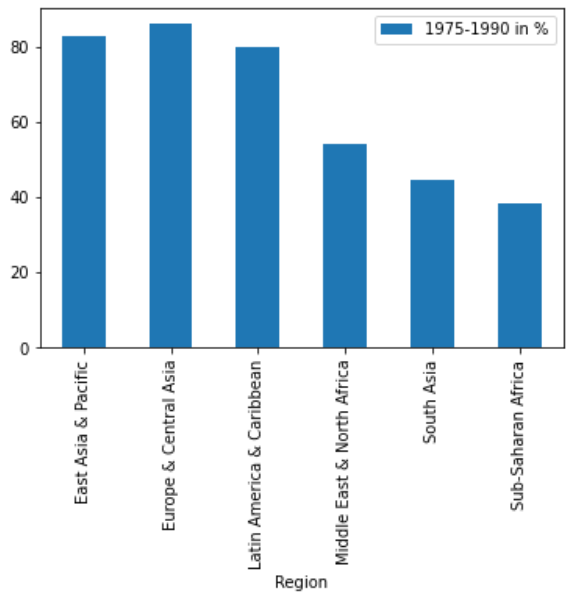 1975-1990 in %
80
60
40
20
0
East Asia & Pacific
Europe & Central Asia
Latin America & Caribbean
Middle East & North Africa
South Asia
Sub-Saharan Africa
Region